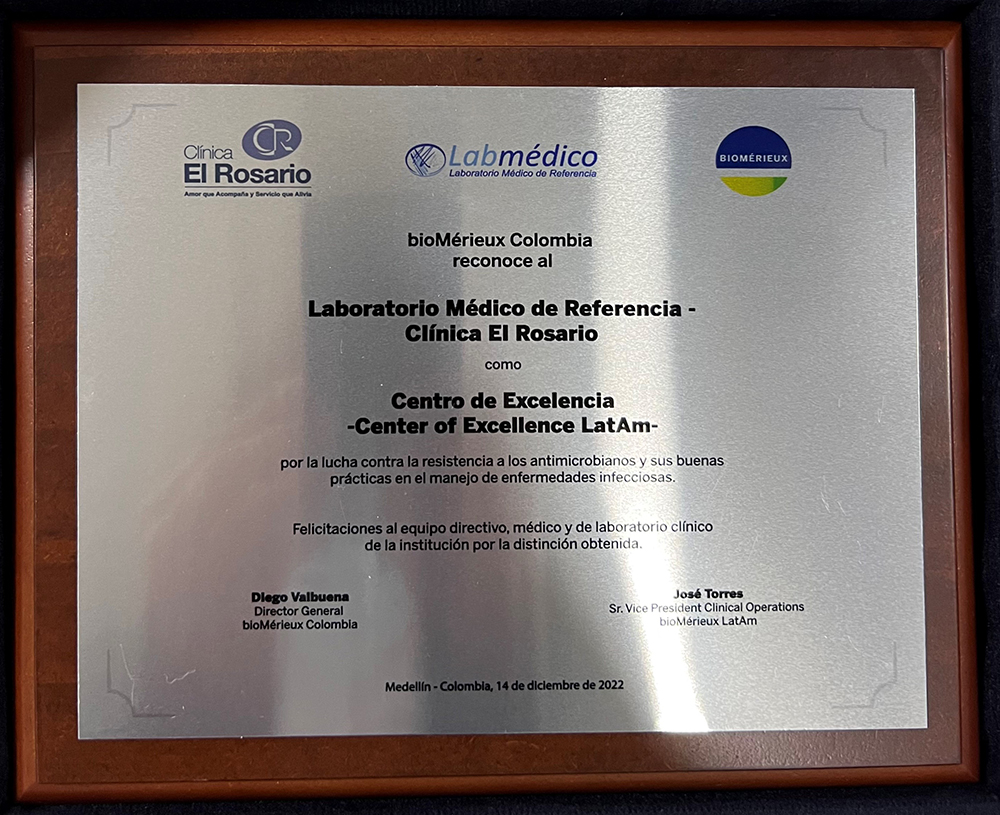 CR
Clínica
El Rosario
Amor que Acompaña y Servicio que Alivia
Labmédico
Laboratorio Médico de Referencia
BIOMÉRIEUX
bioMérieux Colombia
reconoce al
Laboratorio Médico de Referencia -
Clínica El Rosario
como
Centro de Excelencia
-Center of Excellence LatAm-
por la lucha contra la resistencia a los antimicrobianos y sus buenas
prácticas en el manejo de enfermedades infecciosas.
Felicitaciones al equipo directivo, médico y de laboratorio clínico
de la institución por la distinción obtenida.
Diego Valbuena
Director General
bioMérieux Colombia
José Torres
Sr. Vice President Clinical Operations
bioMérieux LatAm
Medellín - Colombia, 14 de diciembre de 2022